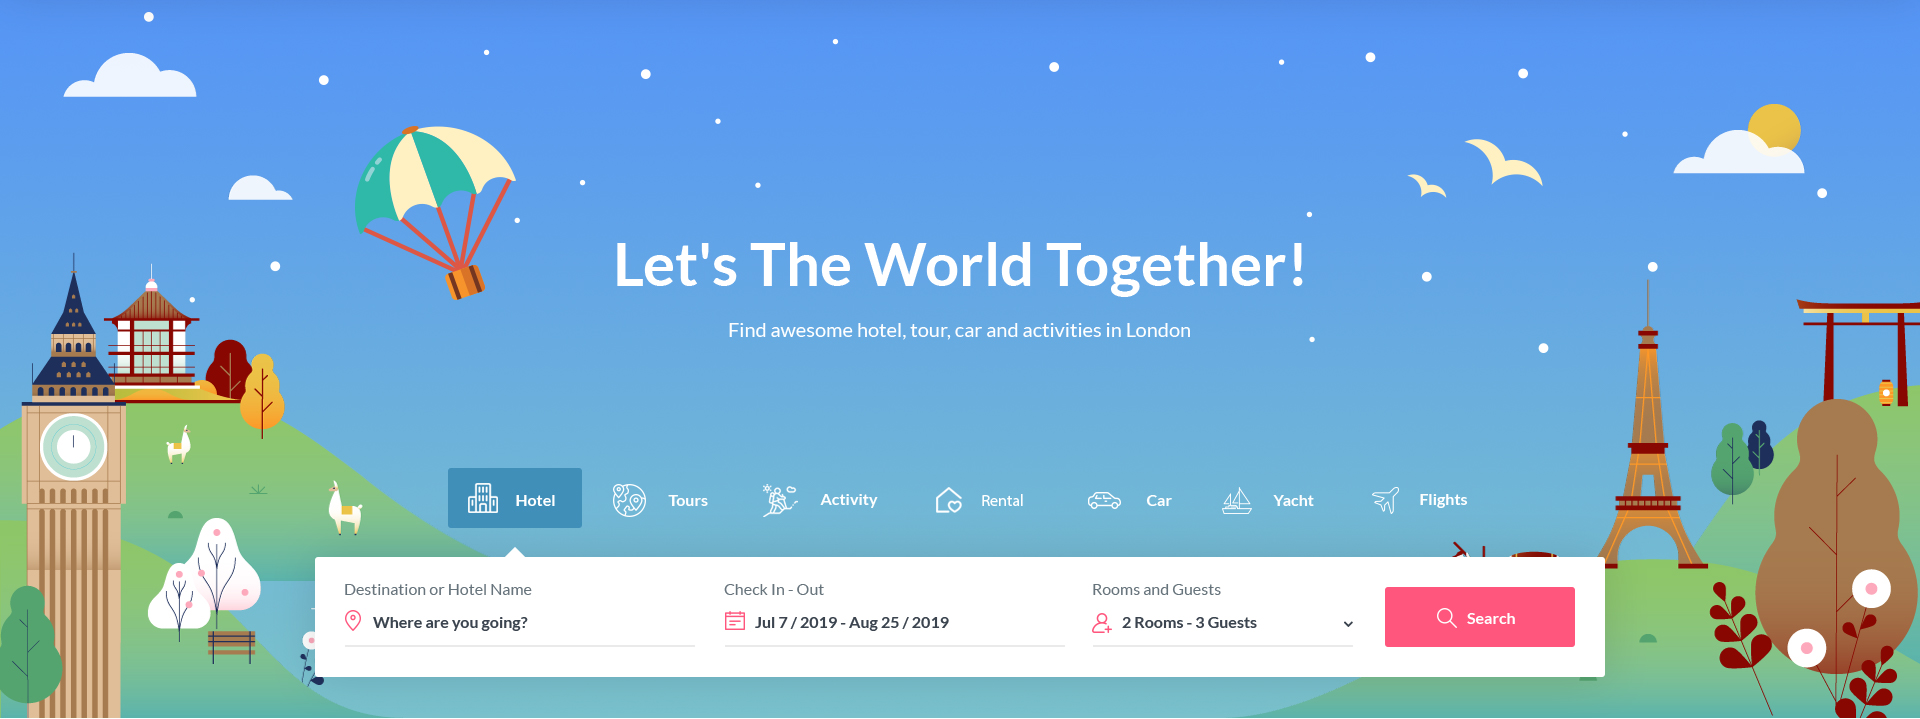 Let's The World Together!
Find awesome hotel, tour, car and activities in London
Hotel Tours Activity Rental Car Yacht Flights
Destination or Hotel Name Check In - Out Rooms and Guests
Where are you going? Jul 7 / 2019 - Aug 25 / 2019 2 Rooms - 3 Guests Search